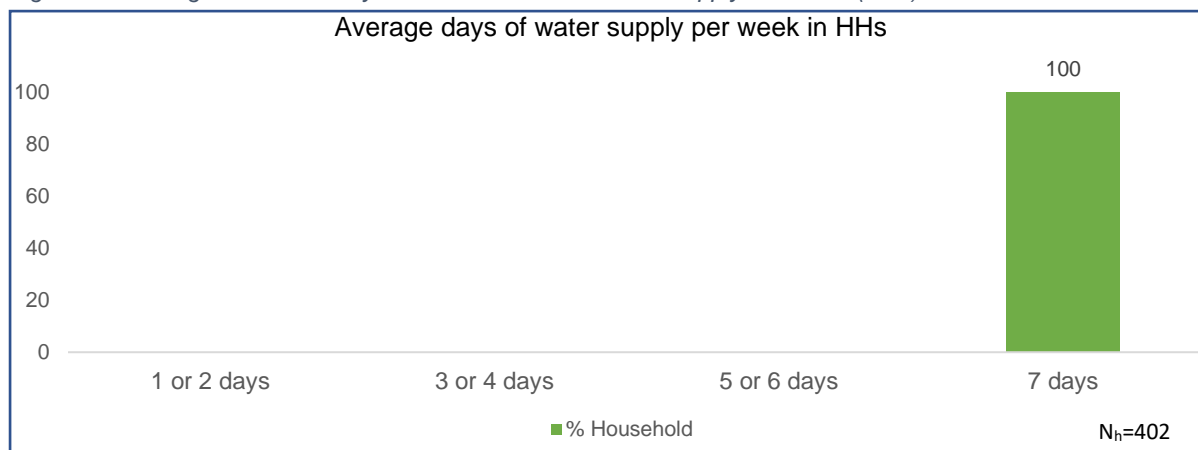 Average days of water supply per week in HHs
100
100
80
60
40
20
0
1 or 2 days 3 or 4 days 5 or 6 days 7 days
% Household
Nₕ=402